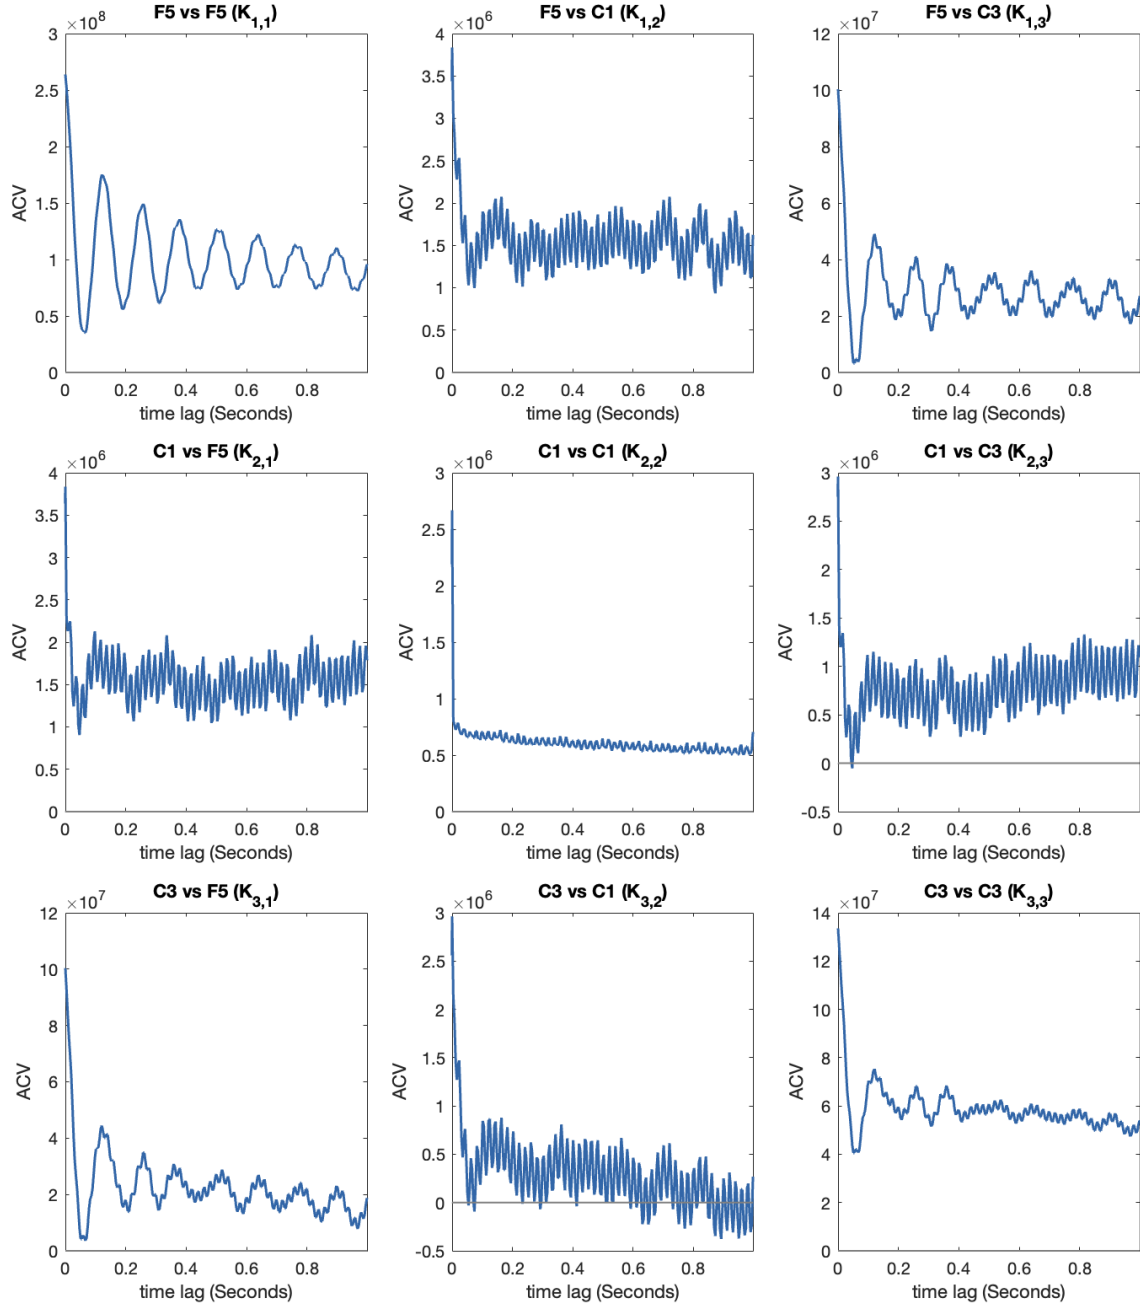 F5 vs F5 (K1,1)
×10^8
3
2.5
2
1.5
1
0.5
0
ACV
0 0.2 0.4 0.6 0.8
time lag (Seconds)
F5 vs C1 (K1,2)
×10^6
4
3.5
3
2.5
2
1.5
1
0.5
0
ACV
0 0.2 0.4 0.6 0.8
time lag (Seconds)
F5 vs C3 (K1,3)
×10^7
12
10
8
6
4
2
0
ACV
0 0.2 0.4 0.6 0.8
time lag (Seconds)
C1 vs F5 (K2,1)
×10^6
4
3.5
3
2.5
2
1.5
1
0.5
0
ACV
0 0.2 0.4 0.6 0.8
time lag (Seconds)
C1 vs C1 (K2,2)
×10^6
3
2.5
2
1.5
1
0.5
0
ACV
0 0.2 0.4 0.6 0.8
time lag (Seconds)
C1 vs C3 (K2,3)
×10^6
3
2.5
2
1.5
1
0.5
0
-0.5
ACV
0 0.2 0.4 0.6 0.8
time lag (Seconds)
C3 vs F5 (K3,1)
×10^7
12
10
8
6
4
2
0
ACV
0 0.2 0.4 0.6 0.8
time lag (Seconds)
C3 vs C1 (K3,2)
×10^6
3
2.5
2
1.5
1
0.5
0
-0.5
ACV
0 0.2 0.4 0.6 0.8
time lag (Seconds)
C3 vs C3 (K3,3)
×10^7
14
12
10
8
6
4
2
0
ACV
0 0.2 0.4 0.6 0.8
time lag (Seconds)